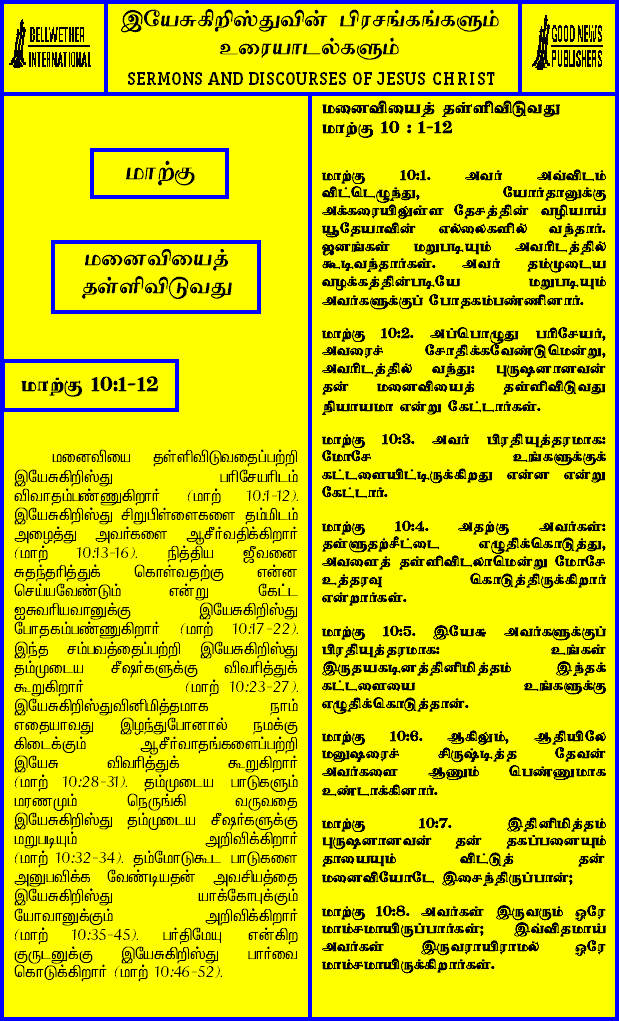 BELLWETHER
INTERNATIONAL
இயேசுகிறிஸ்துவின் பிரசங்கங்களும்
உரையாடல்களும்
SERMONS AND DISCOURSES OF JESUS CHRIST
GOOD NEWS
PUBLISHERS
மாற்கு
மனைவியைத்
தள்ளிவிடுவது
மாற்கு 10:1-12
மனைவியை தள்ளிவிடுவதைப்பற்றி
இயேசுகிறிஸ்து பரிசேயரிடம்
விவாதம்பண்ணுகிறார் (மாற் 10:1-12).
இயேசுகிறிஸ்து சிறுபிள்ளைகளை தம்மிடம்
அழைத்து அவர்களை ஆசீர்வதிக்கிறார்
(மாற் 10:13-16). நித்திய ஜீவனை
சுதந்தரித்துக் கொள்வதற்கு என்ன
செய்யவேண்டும் என்று கேட்ட
ஐசுவரியவானுக்கு இயேசுகிறிஸ்து
போதகம்பண்ணுகிறார் (மாற் 10:17-22).
இந்த சம்பவத்தைப்பற்றி இயேசுகிறிஸ்து
தம்முடைய சீஷர்களுக்கு விவரித்துக்
கூறுகிறார் (மாற் 10:23-27).
இயேசுகிறிஸ்துவினிமித்தமாக நாம்
எதையாவது இழந்துபோனால் நமக்கு
கிடைக்கும் ஆசீர்வாதங்களைப்பற்றி
இயேசு விவரித்துக் கூறுகிறார்
(மாற் 10:28-31). தம்முடைய பாடுகளும்
மரணமும் நெருங்கி வருவதை
இயேசுகிறிஸ்து தம்முடைய சீஷர்களுக்கு
மறுபடியும் அறிவிக்கிறார்
(மாற் 10:32-34). தம்மோடுகூட பாடுகளை
அனுபவிக்க வேண்டியதன் அவசியத்தை
இயேசுகிறிஸ்து யாக்கோபுக்கும்
யோவானுக்கும் அறிவிக்கிறார்
(மாற் 10:35-45). பர்திமேயு என்கிற
குருடனுக்கு இயேசுகிறிஸ்து பார்வை
கொடுக்கிறார் (மாற் 10:46-52).
மனைவியைத் தள்ளிவிடுவது
மாற்கு 10 : 1-12
மாற்கு 10:1. அவர் அவ்விடம்
விட்டெழுந்து, யோர்தானுக்கு
அக்கரையிலுள்ள தேசத்தின் வழியாய்
யூதேயாவின் எல்லைகளில் வந்தார்.
ஜனங்கள் மறுபடியும் அவரிடத்தில்
கூடிவந்தார்கள். அவர் தம்முடைய
வழக்கத்தின்படியே மறுபடியும்
அவர்களுக்குப் போதகம்பண்ணினார்.
மாற்கு 10:2. அப்பொழுது பரிசேயர்,
அவரைச் சோதிக்கவேண்டுமென்று,
அவரிடத்தில் வந்து: புருஷனானவன்
தன் மனைவியைத் தள்ளிவிடுவது
நியாயமா என்று கேட்டார்கள்.
மாற்கு 10:3. அவர் பிரதியுத்தரமாக:
மோசே உங்களுக்குக்
கட்டளையிட்டிருக்கிறது என்ன என்று
கேட்டார்.
மாற்கு 10:4. அதற்கு அவர்கள்:
தள்ளுதற்சீட்டை எழுதிக்கொடுத்து,
அவளைத் தள்ளிவிடலாமென்று மோசே
உத்தரவு கொடுத்திருக்கிறார்
என்றார்கள்.
மாற்கு 10:5. இயேசு அவர்களுக்குப்
பிரதியுத்தரமாக: உங்கள்
இருதயகடினத்தினிமித்தம் இந்தக்
கட்டளையை உங்களுக்கு
எழுதிக்கொடுத்தான்.
மாற்கு 10:6. ஆகிலும், ஆதியிலே
மனுஷரைச் சிருஷ்டித்த தேவன்
அவர்களை ஆணும் பெண்ணுமாக
உண்டாக்கினார்.
மாற்கு 10:7. இதினிமித்தம்
புருஷனானவன் தன் தகப்பனையும்
தாயையும் விட்டுத் தன்
மனைவியோடே இசைந்திருப்பான்;
மாற்கு 10:8. அவர்கள் இருவரும் ஒரே
மாம்சமாயிருப்பார்கள்; இவ்விதமாய்
அவர்கள் இருவராயிராமல் ஒரே
மாம்சமாயிருக்கிறார்கள்.